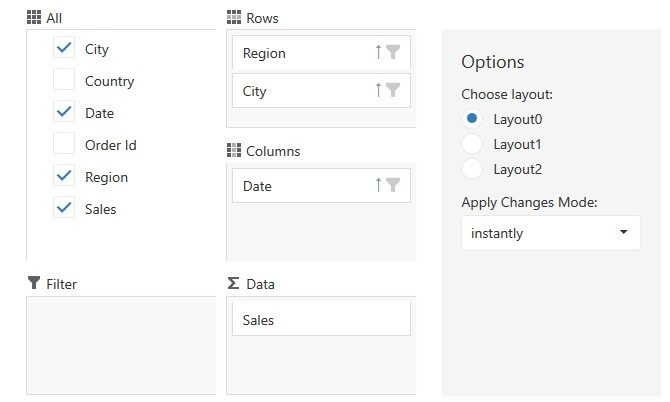 All
City
Country
Date
Order Id
Region
Sales
Filter
Rows
Region
City
Columns
Date
Data
Sales
Options
Choose layout:
Layout0
Layout1
Layout2
Apply Changes Mode:
instantly